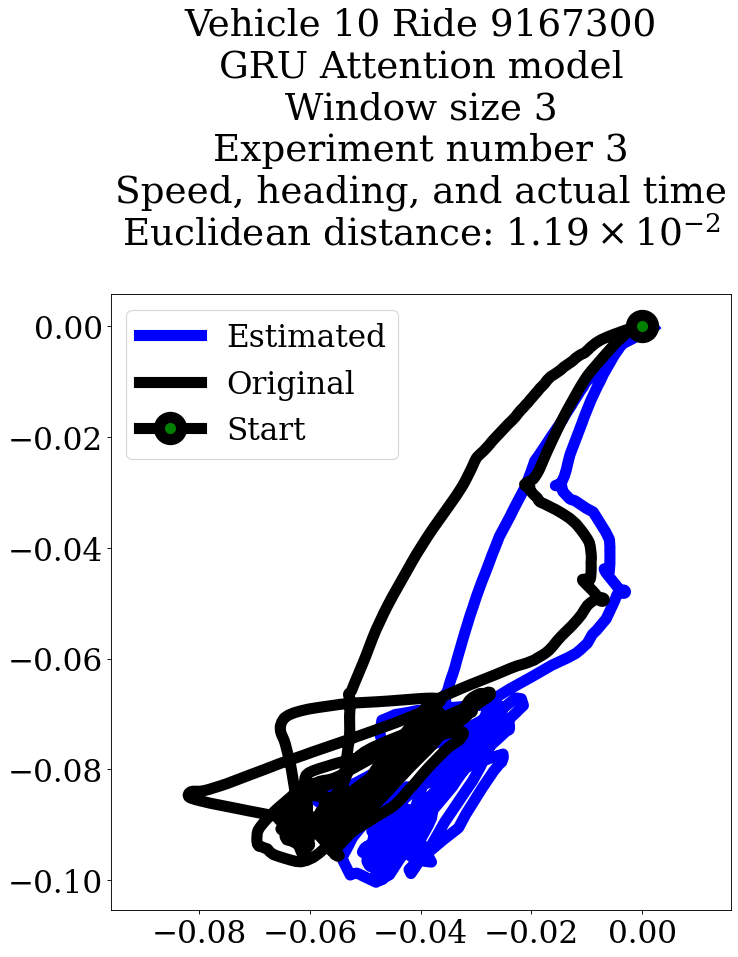 Vehicle 10 Ride 9167300
GRU Attention model
Window size 3
Experiment number 3
Speed, heading, and actual time
Euclidean distance: 1.19 × 10⁻²
Estimated
Original
Start
0.00
−0.02
−0.04
−0.06
−0.08
−0.10
−0.08 −0.06 −0.04 −0.02 0.00